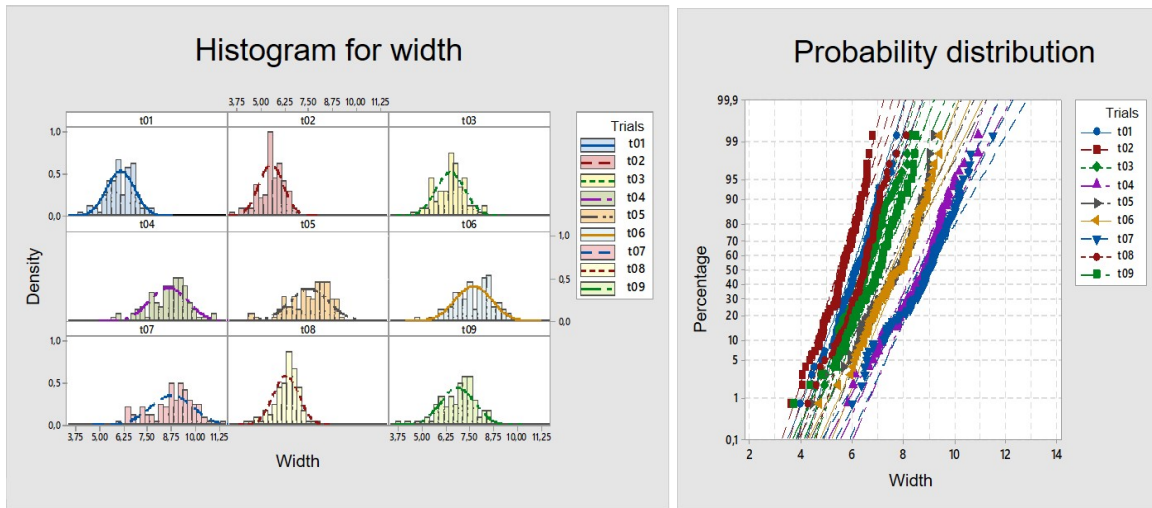 Histogram for width
3.75 5.00 6.25 7.50 8.75 10.00 11.25
t01 t02 t03
1,0
0,5
0,0
t04 t05 t06
1,0
0,5
0,0
t07 t08 t09
1,0
0,5
0,0
3.75 5.00 6.25 7.50 8.75 10.00 11.25 3.75 5.00 6.25 7.50 8.75 10.00 11.25
Density
Width
Trials
t01
t02
t03
t04
t05
t06
t07
t08
t09
Probability distribution
99,9
99
95
90
80
70
60
50
40
30
20
10
5
1
0,1
2 4 6 8 10 12 14
Percentage
Width
Trials
t01
t02
t03
t04
t05
t06
t07
t08
t09